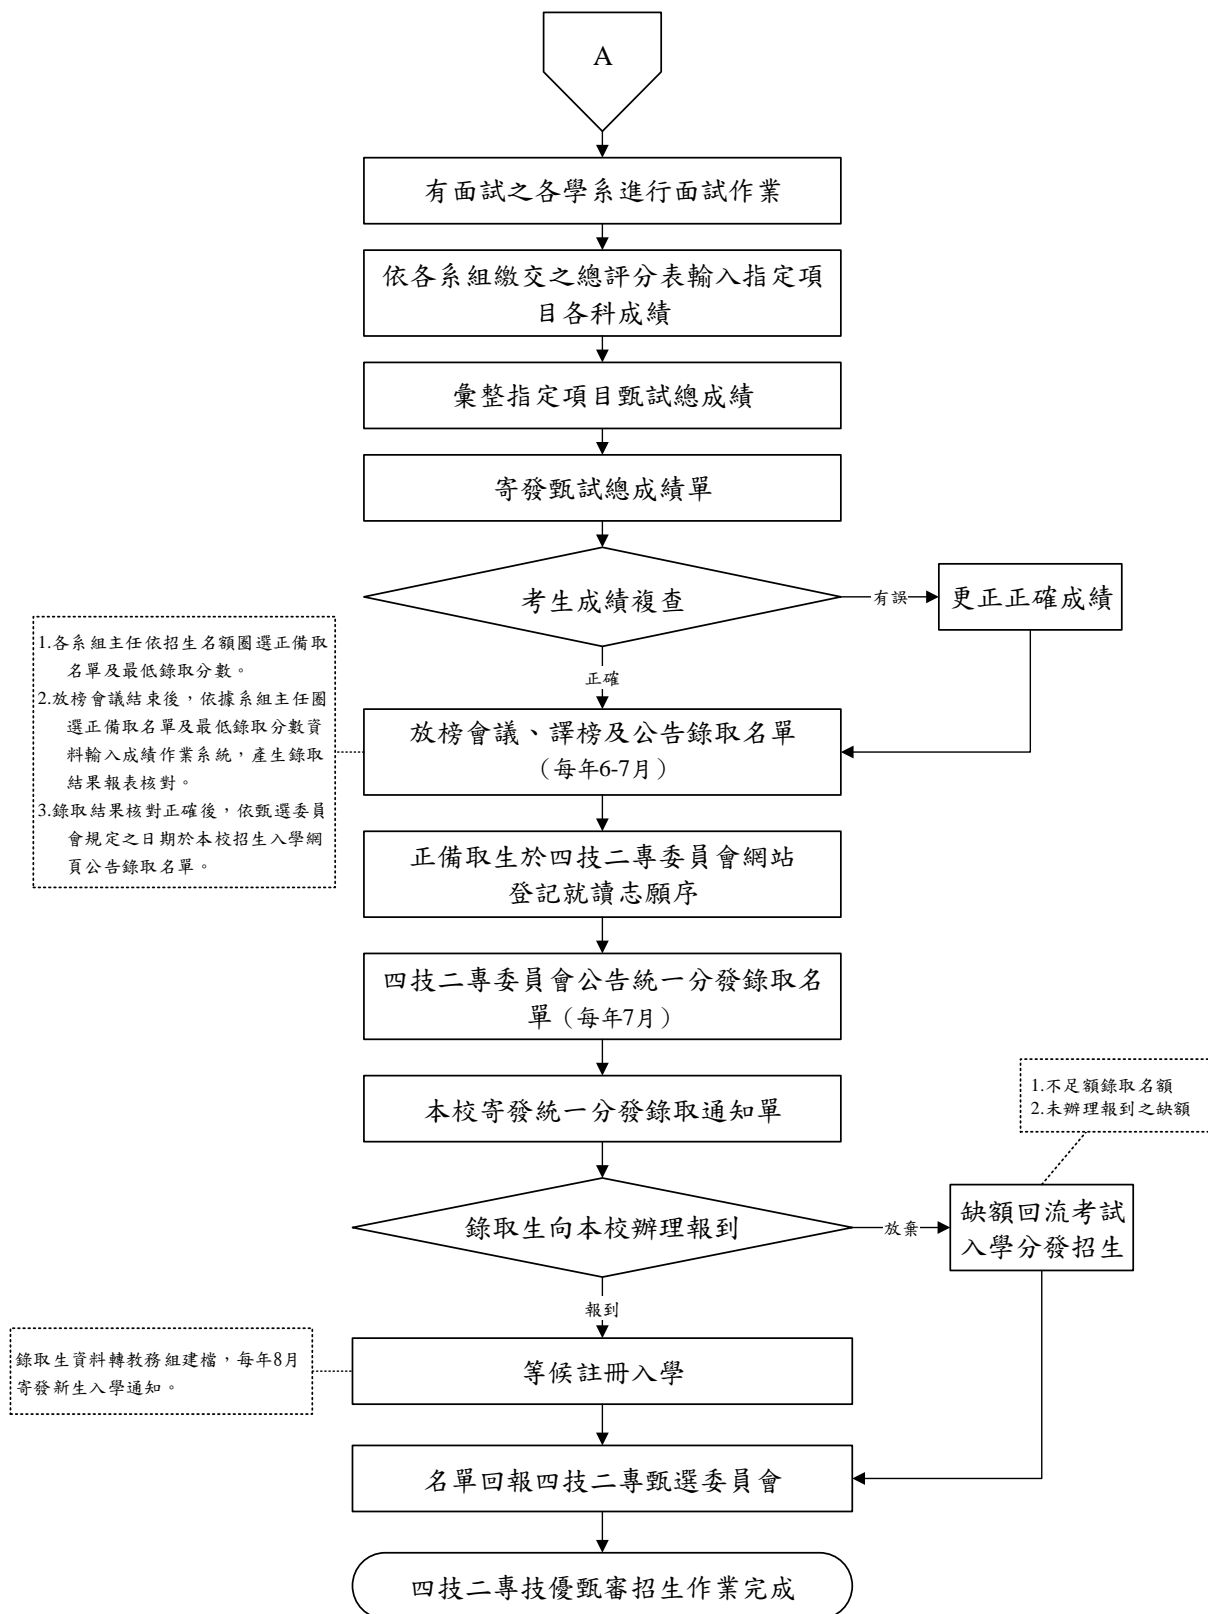 A
有面試之各學系進行面試作業
依各系組繳交之總評分表輸入指定項
目各科成績
彙整指定項目甄試總成績
寄發甄試總成績單
考生成績複查
有誤
更正正確成績
正確
1.各系組主任依招生名額圈選正備取
名單及最低錄取分數。
2.放榜會議結束後，依據系組主任圈
選正備取名單及最低錄取分數資
料輸入成績作業系統，產生錄取
結果報表核對。
3.錄取結果核對正確後，依甄選委員
會規定之日期於本校招生入學網
頁公告錄取名單。
放榜會議、譯榜及公告錄取名單
（每年6-7月）
正備取生於四技二專委員會網站
登記就讀志願序
四技二專委員會公告統一分發錄取名
單（每年7月）
本校寄發統一分發錄取通知單
1.不足額錄取名額
2.未辦理報到之缺額
錄取生向本校辦理報到
放棄
缺額回流考試
入學分發招生
報到
錄取生資料轉教務組建檔，每年8月
寄發新生入學通知。
等候註冊入學
名單回報四技二專甄選委員會
四技二專技優甄審招生作業完成